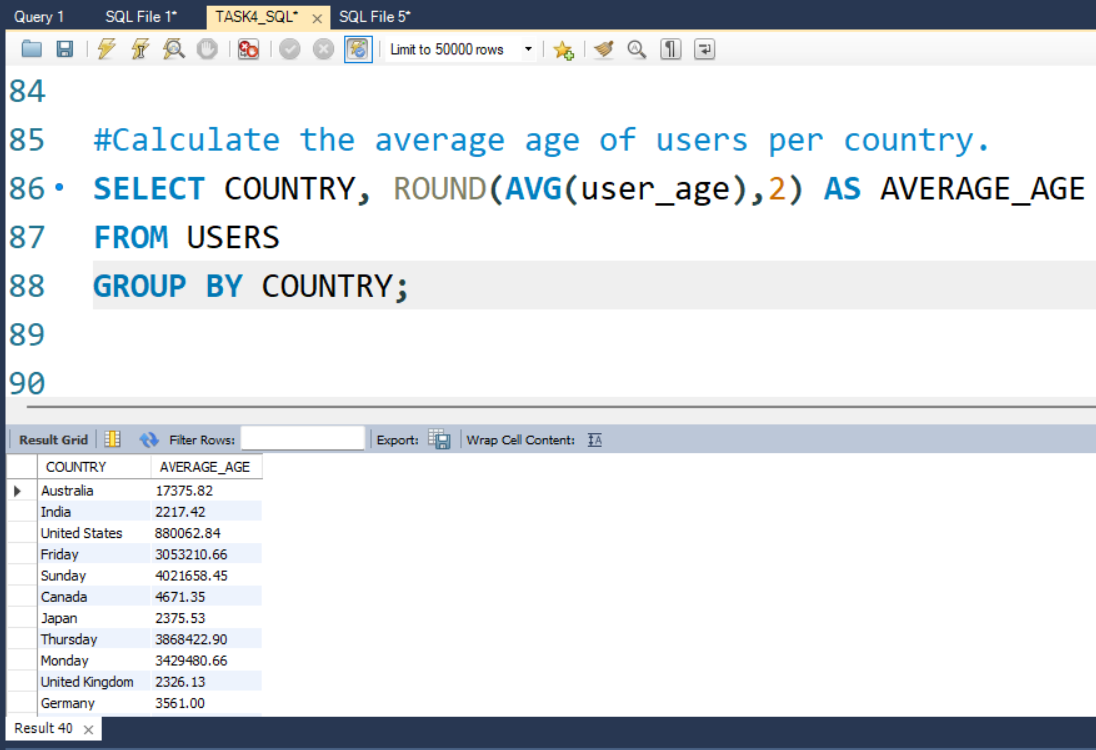 Query 1 SQL File 1* TASK4_SQL* SQL File 5*
Limit to 50000 rows
84
85 #Calculate the average age of users per country.
86 SELECT COUNTRY, ROUND(AVG(user_age),2) AS AVERAGE_AGE
87 FROM USERS
88 GROUP BY COUNTRY;
89
90
Result Grid Filter Rows: Export: Wrap Cell Content:
COUNTRY AVERAGE_AGE
Australia 17375.82
India 2217.42
United States 880062.84
Friday 3053210.66
Sunday 4021658.45
Canada 4671.35
Japan 2375.53
Thursday 3868422.90
Monday 3429480.66
United Kingdom 2326.13
Germany 3561.00
Result 40